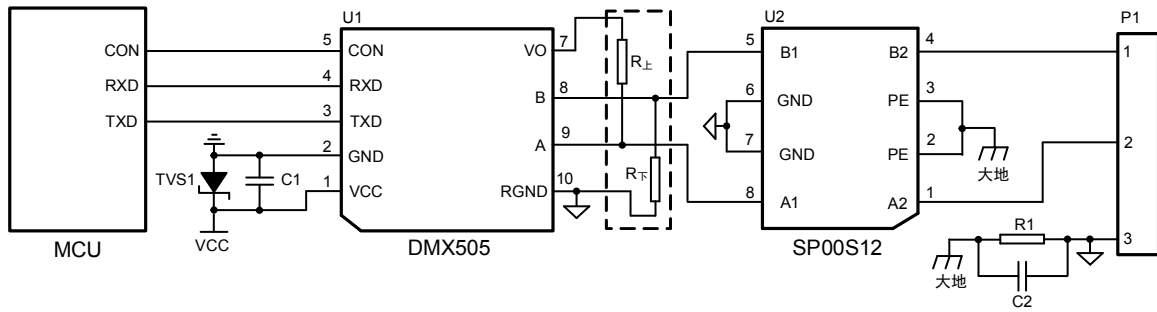 U1
U2
P1
CON
RXD
TXD
MCU
5
4
3
2
1
CON
RXD
TXD
GND
VCC
VO
B
A
RGND
7
8
9
10
DMX505
TVS1
C1
VCC
R上
R下
5
6
7
8
B1
GND
GND
A1
B2
PE
PE
A2
4
3
2
1
SP00S12
大地
1
2
3
R1
C2
大地